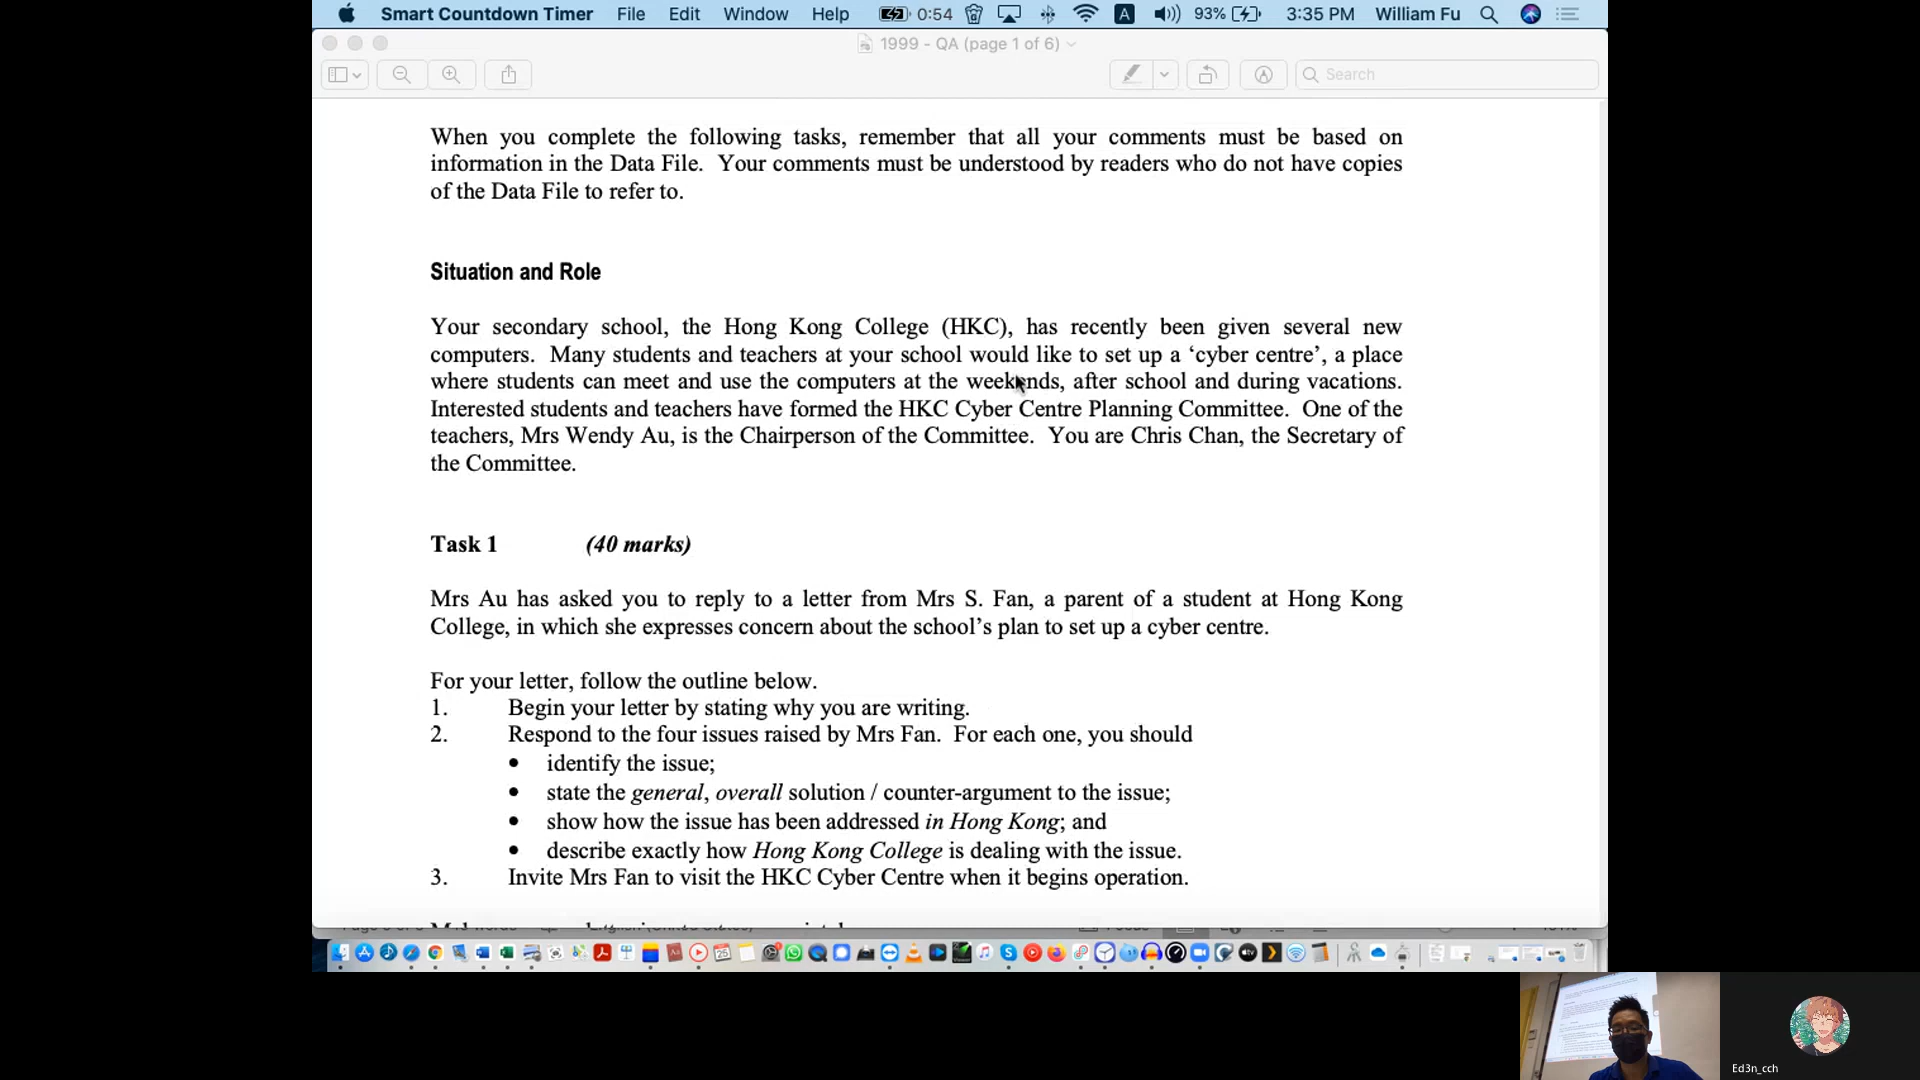 Smart Countdown Timer File Edit Window Help 0:54 A 93% 3:35 PM William Fu
1999 - QA (page 1 of 6)
Search
When you complete the following tasks, remember that all your comments must be based on
information in the Data File. Your comments must be understood by readers who do not have copies
of the Data File to refer to.
Situation and Role
Your secondary school, the Hong Kong College (HKC), has recently been given several new
computers. Many students and teachers at your school would like to set up a ‘cyber centre’, a place
where students can meet and use the computers at the weekends, after school and during vacations.
Interested students and teachers have formed the HKC Cyber Centre Planning Committee. One of the
teachers, Mrs Wendy Au, is the Chairperson of the Committee. You are Chris Chan, the Secretary of
the Committee.
Task 1 (40 marks)
Mrs Au has asked you to reply to a letter from Mrs S. Fan, a parent of a student at Hong Kong
College, in which she expresses concern about the school’s plan to set up a cyber centre.
For your letter, follow the outline below.
1. Begin your letter by stating why you are writing.
2. Respond to the four issues raised by Mrs Fan. For each one, you should
• identify the issue;
• state the general, overall solution / counter-argument to the issue;
• show how the issue has been addressed in Hong Kong; and
• describe exactly how Hong Kong College is dealing with the issue.
3. Invite Mrs Fan to visit the HKC Cyber Centre when it begins operation.
Ed3n_cch